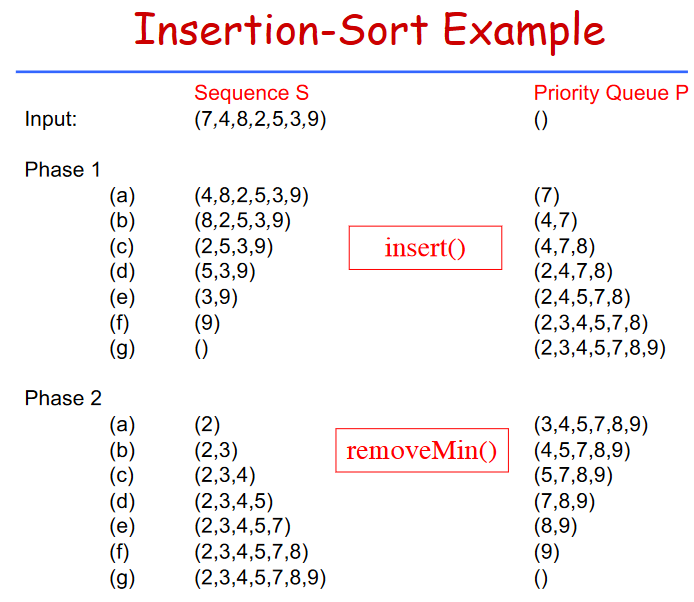 Insertion-Sort Example
Sequence S Priority Queue P
Input: (7,4,8,2,5,3,9) ()
Phase 1
(a) (4,8,2,5,3,9) (7)
(b) (8,2,5,3,9) (4,7)
(c) (2,5,3,9) insert() (4,7,8)
(d) (5,3,9) (2,4,7,8)
(e) (3,9) (2,4,5,7,8)
(f) (9) (2,3,4,5,7,8)
(g) () (2,3,4,5,7,8,9)
Phase 2
(a) (2) (3,4,5,7,8,9)
(b) (2,3) removeMin() (4,5,7,8,9)
(c) (2,3,4) (5,7,8,9)
(d) (2,3,4,5) (7,8,9)
(e) (2,3,4,5,7) (8,9)
(f) (2,3,4,5,7,8) (9)
(g) (2,3,4,5,7,8,9) ()